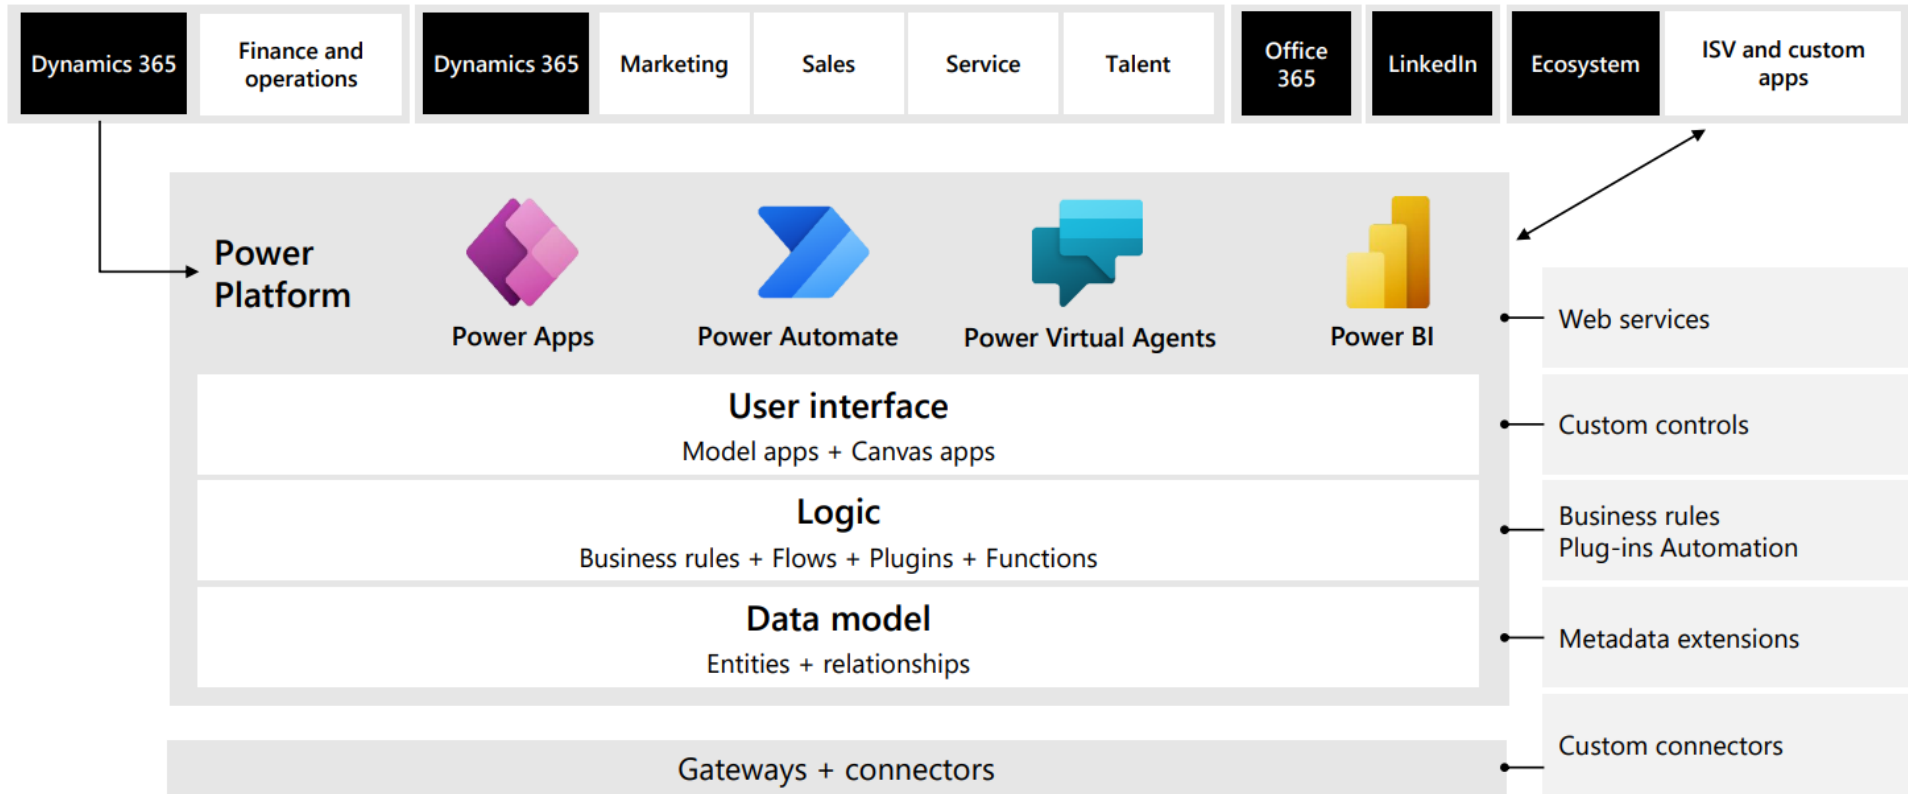 Dynamics 365
Finance and
operations
Dynamics 365
Marketing
Sales
Service
Talent
Office
365
LinkedIn
Ecosystem
ISV and custom
apps
Power
Platform
Power Apps
Power Automate
Power Virtual Agents
Power BI
Web services
User interface
Model apps + Canvas apps
Custom controls
Logic
Business rules + Flows + Plugins + Functions
Business rules
Plug-ins Automation
Data model
Entities + relationships
Metadata extensions
Gateways + connectors
Custom connectors